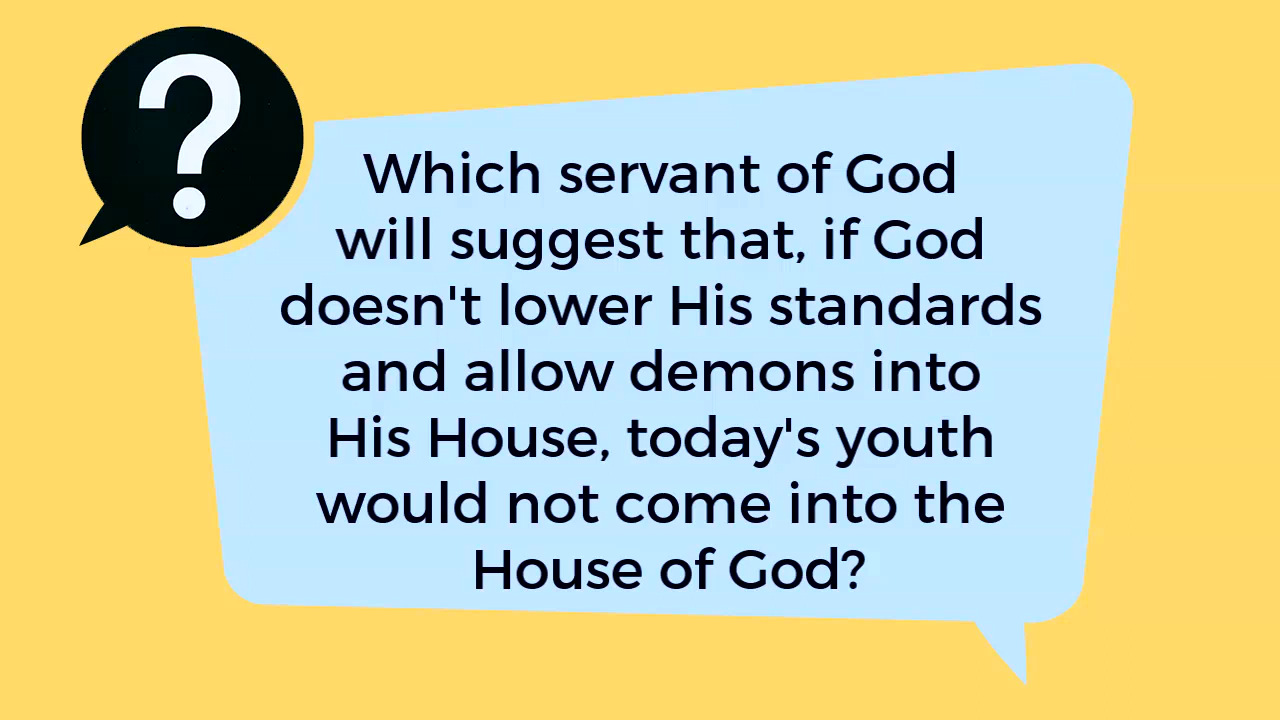 ?
Which servant of God
will suggest that, if God
doesn't lower His standards
and allow demons into
His House, today's youth
would not come into the
House of God?